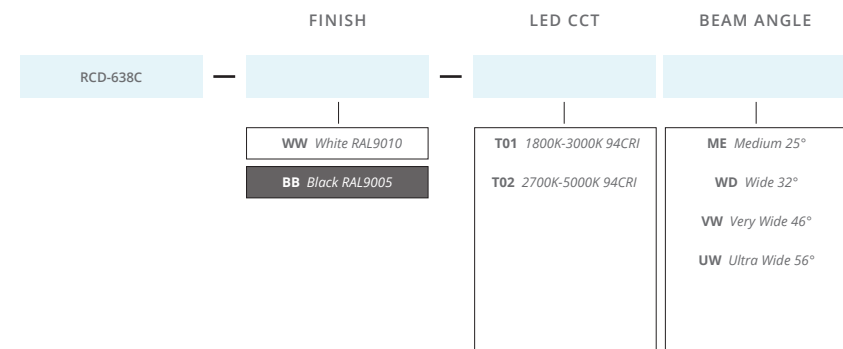 FINISH LED CCT BEAM ANGLE
RCD-638C — —
WW White RAL9010 T01 1800K-3000K 94CRI ME Medium 25°
BB Black RAL9005 T02 2700K-5000K 94CRI WD Wide 32°
VW Very Wide 46°
UW Ultra Wide 56°